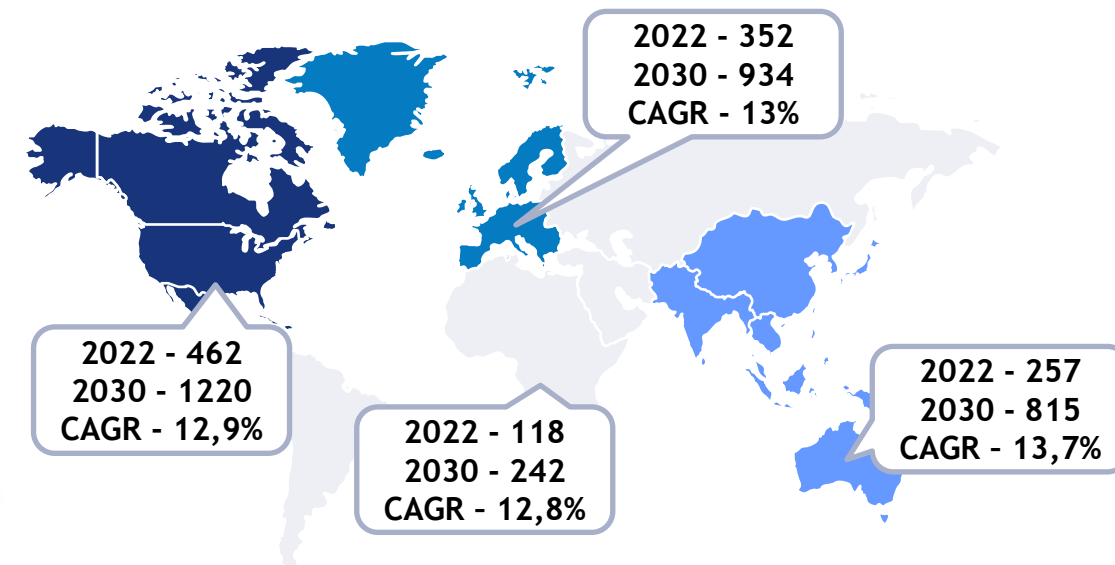 2022 - 352
2030 - 934
CAGR - 13%
2022 - 462
2030 - 1220
CAGR - 12,9%
2022 - 118
2030 - 242
CAGR - 12,8%
2022 - 257
2030 - 815
CAGR - 13,7%